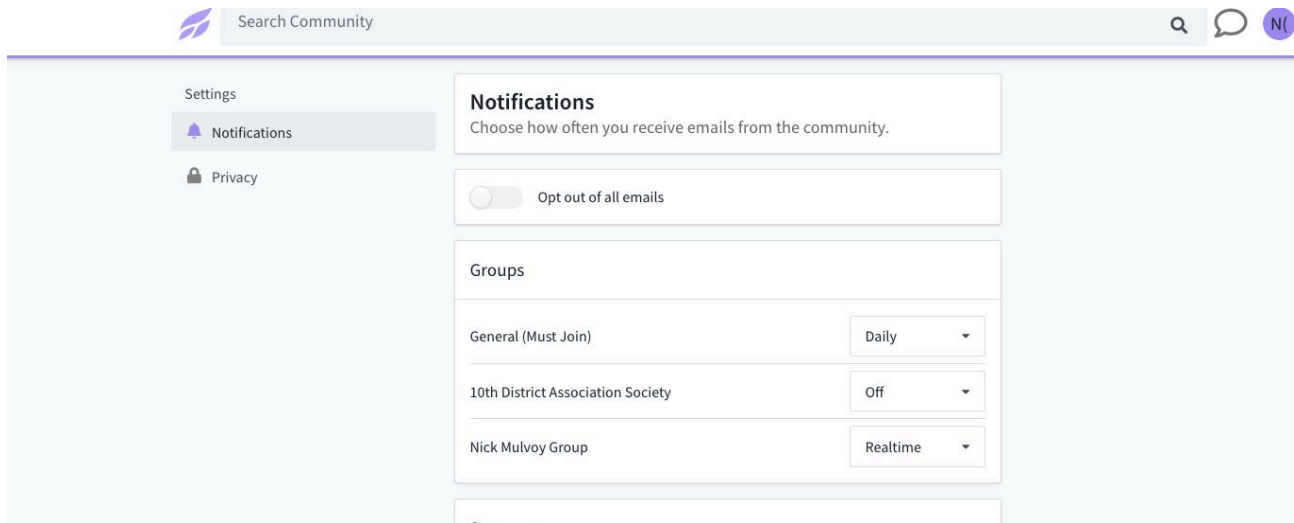 Search Community
N(
Settings
Notifications
Privacy
Notifications
Choose how often you receive emails from the community.
Opt out of all emails
Groups
General (Must Join)
Daily
10th District Association Society
Off
Nick Mulvoy Group
Realtime